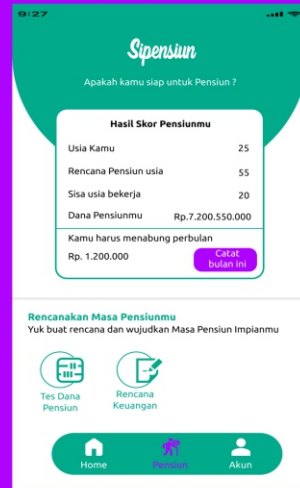 9:27
Sipensiun
Apakah kamu siap untuk Pensiun ?
Hasil Skor Pensiunmu
Usia Kamu 25
Rencana Pensiun usia 55
Sisa usia bekerja 20
Dana Pensiunmu Rp.7.200.550.000
Kamu harus menabung perbulan
Rp. 1.200.000
Catat
bulan ini
Rencanakan Masa Pensiunmu
Yuk buat rencana dan wujudkan Masa Pensiun Impianmu
Tes Dana
Pensiun
Rencana
Keuangan
Home
Pensiun
Akun